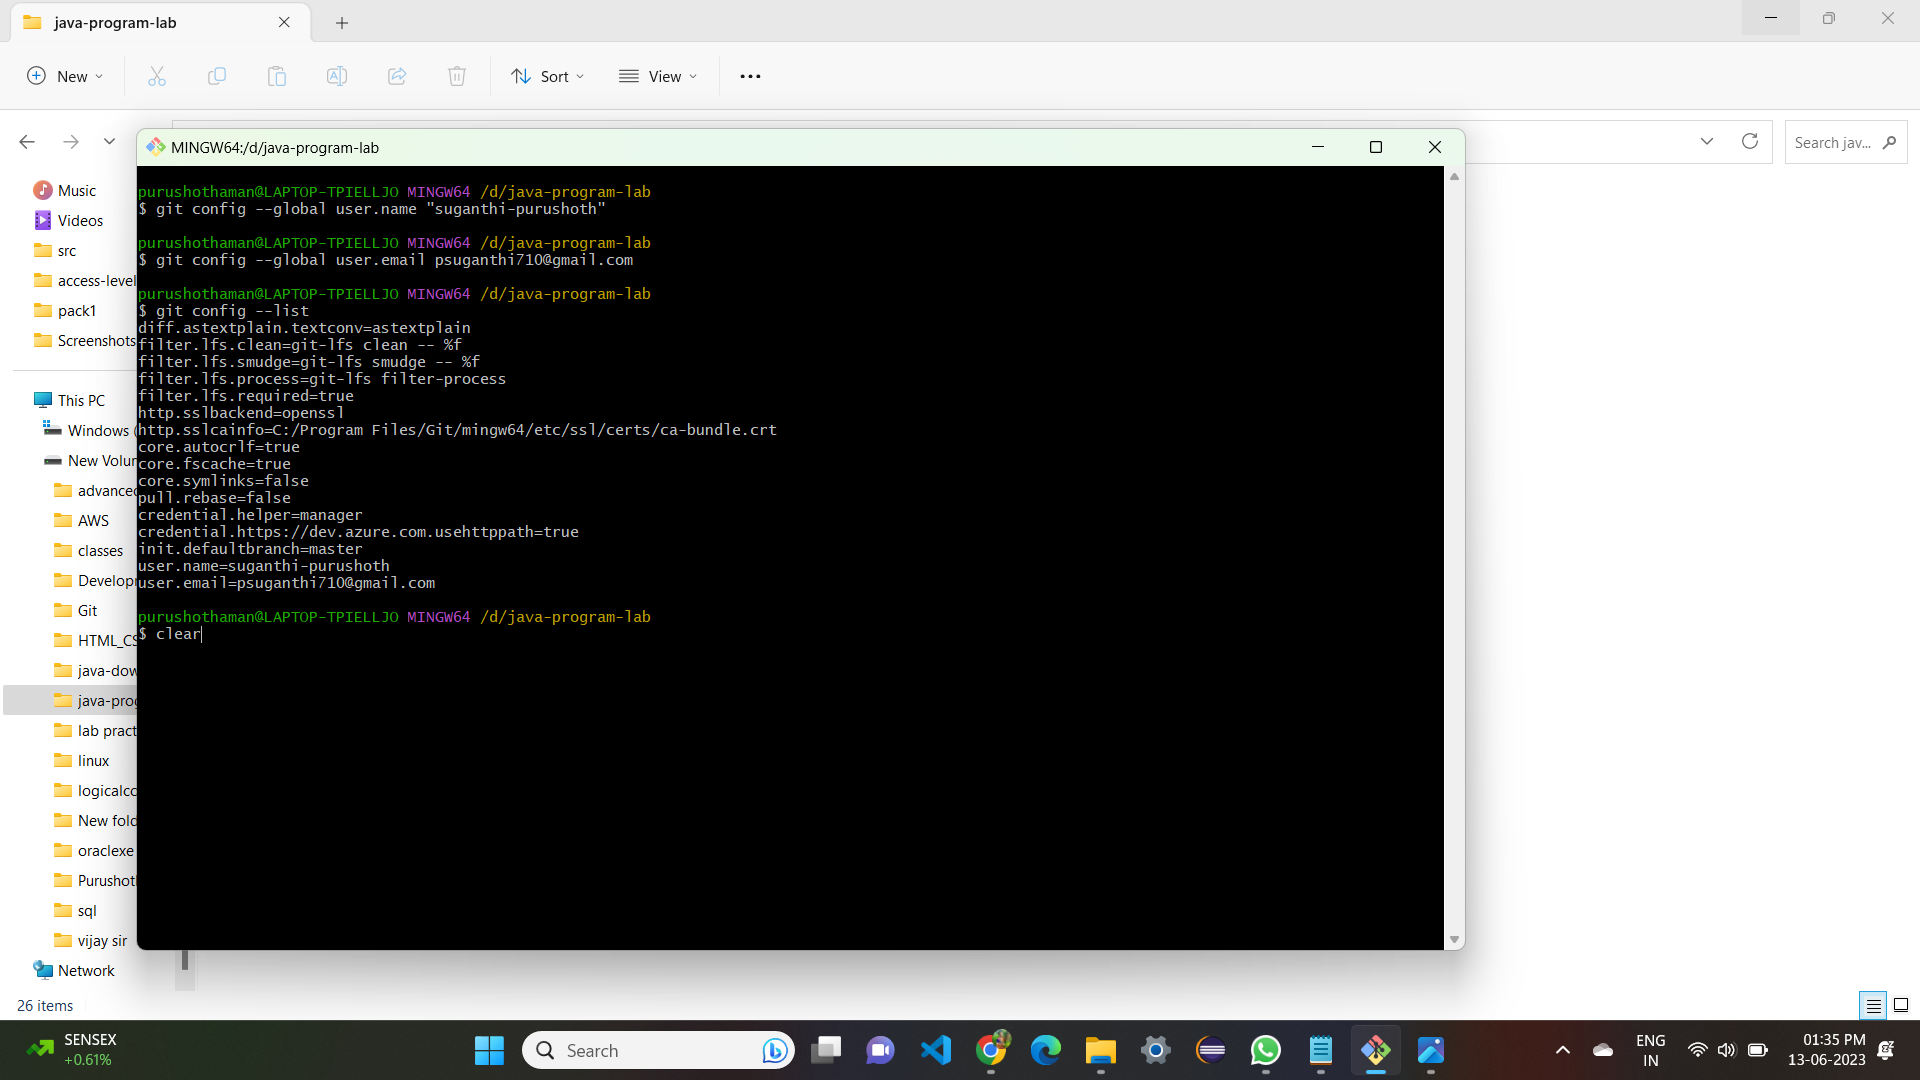 java-program-lab
New
Sort
View
Search jav...
MINGW64:/d/java-program-lab
Music
Videos
src
access-level
pack1
Screenshots
This PC
Windows (
New Volu
advanced
AWS
classes
Develop
Git
HTML_CS
java-dow
java-prog
lab pract
linux
logicalco
New fold
oraclexe
Purushot
sql
vijay sir
Network
26 items
purushothaman@LAPTOP-TPIELLJO MINGW64 /d/java-program-lab
$ git config --global user.name "suganthi-purushoth"
purushothaman@LAPTOP-TPIELLJO MINGW64 /d/java-program-lab
$ git config --global user.email psuganthi710@gmail.com
purushothaman@LAPTOP-TPIELLJO MINGW64 /d/java-program-lab
$ git config --list
diff.astextplain.textconv=astextplain
filter.lfs.clean=git-lfs clean -- %f
filter.lfs.smudge=git-lfs smudge -- %f
filter.lfs.process=git-lfs filter-process
filter.lfs.required=true
http.sslbackend=openssl
http.sslcainfo=C:/Program Files/Git/mingw64/etc/ssl/certs/ca-bundle.crt
core.autocrlf=true
core.fscache=true
core.symlinks=false
pull.rebase=false
credential.helper=manager
credential.https://dev.azure.com.usehttppath=true
init.defaultbranch=master
user.name=suganthi-purushoth
user.email=psuganthi710@gmail.com
purushothaman@LAPTOP-TPIELLJO MINGW64 /d/java-program-lab
$ clear
SENSEX
+0.61%
Search
ENG
IN
01:35 PM
13-06-2023